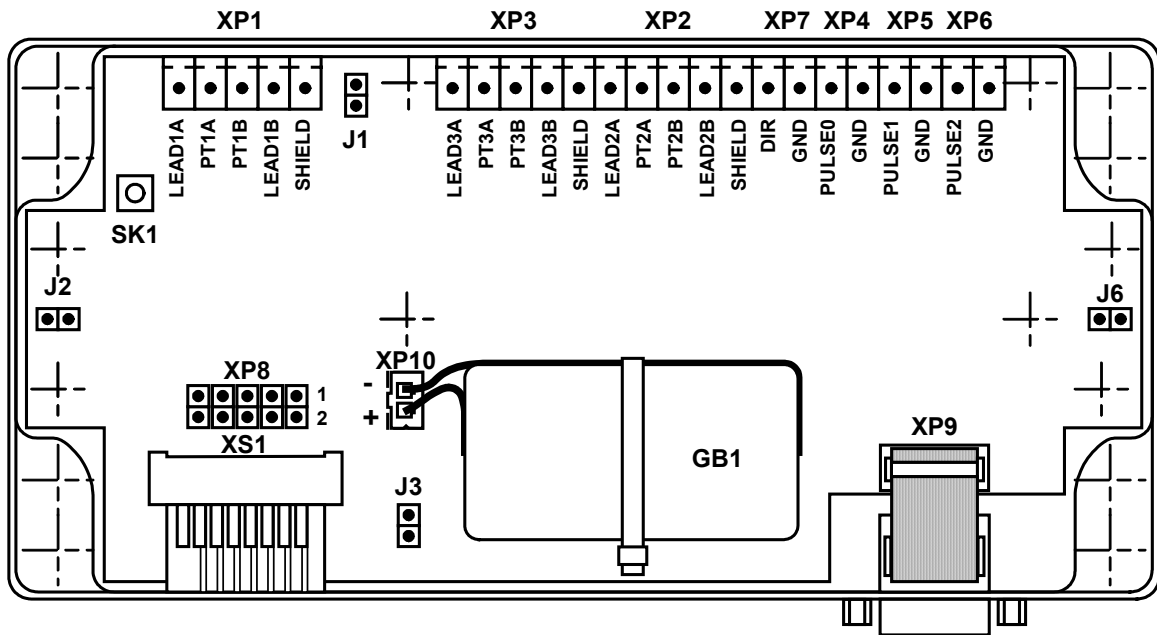 XP1 XP3 XP2 XP7 XP4 XP5 XP6
LEAD1A PT1A PT1B LEAD1B SHIELD J1 LEAD3A PT3A PT3B LEAD3B SHIELD LEAD2A PT2A PT2B LEAD2B SHIELD DIR GND PULSE0 GND PULSE1 GND PULSE2 GND
SK1
J2 J6
XP8 XP10
- 1
+ 2
XS1 GB1 XP9
J3